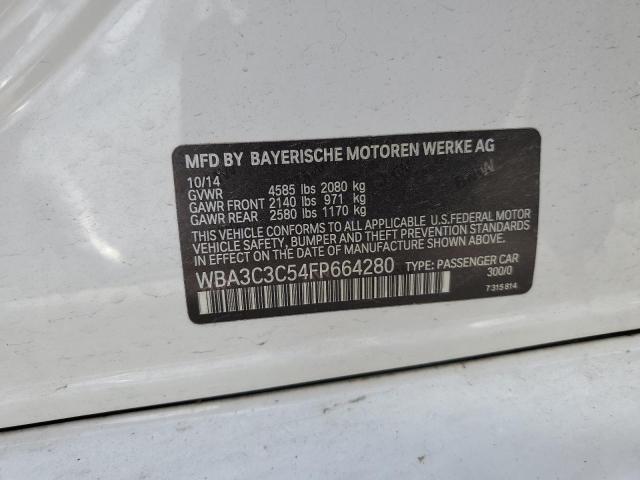 MFD BY BAYERISCHE MOTOREN WERKE AG
10/14
GVWR 4585 lbs 2080 kg
GAWR FRONT 2140 lbs 971 kg
GAWR REAR 2580 lbs 1170 kg
THIS VEHICLE CONFORMS TO ALL APPLICABLE U.S. FEDERAL MOTOR
VEHICLE SAFETY, BUMPER, AND THEFT PREVENTION STANDARDS
IN EFFECT ON THE DATE OF MANUFACTURE SHOWN ABOVE.
WBA3C3C54FP664280 TYPE: PASSENGER CAR
300/0
7 315 814